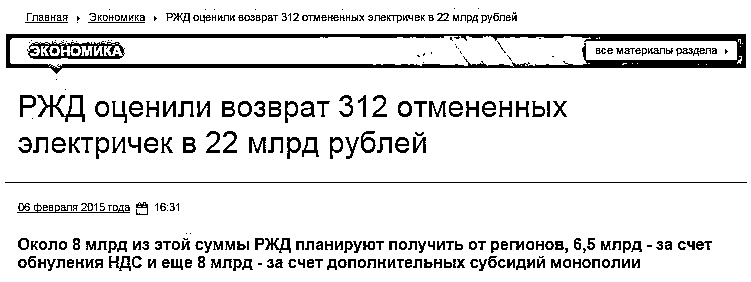 Главная › Экономика › РЖД оценили возврат 312 отмененных электричек в 22 млрд рублей
ЭКОНОМИКА все материалы раздела ›
РЖД оценили возврат 312 отмененных
электричек в 22 млрд рублей
06 февраля 2015 года 16:31
Около 8 млрд из этой суммы РЖД планируют получить от регионов, 6,5 млрд - за счет
обнуления НДС и еще 8 млрд - за счет дополнительных субсидий монополии